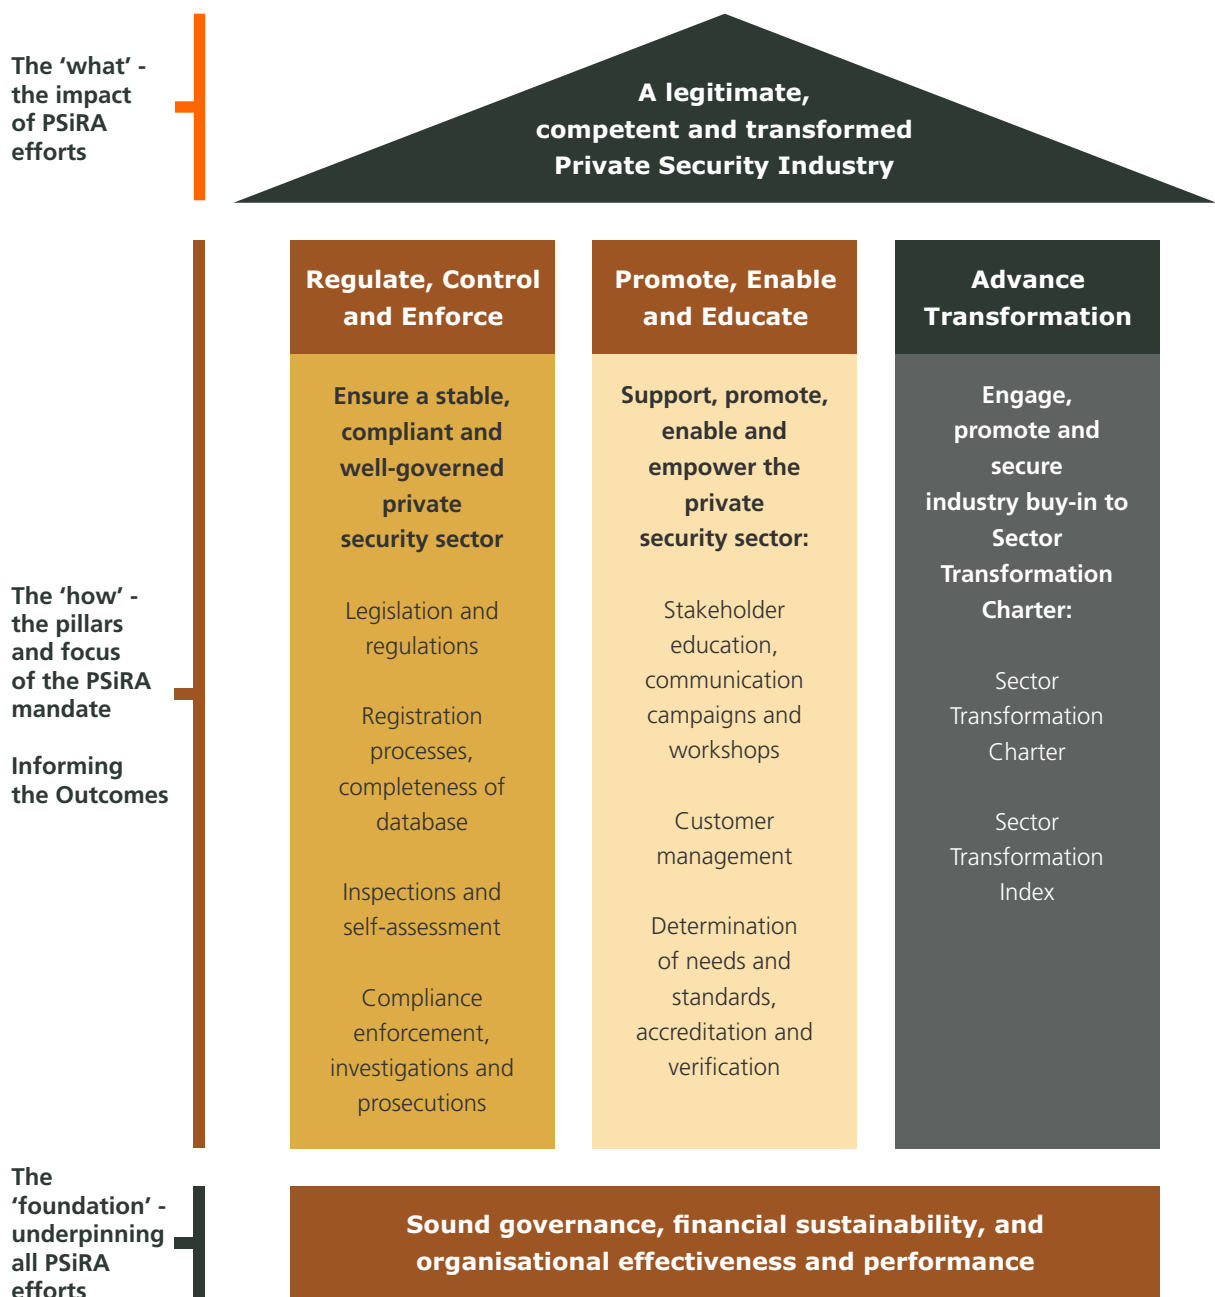 The ‘what’ -
the impact
of PSiRA
efforts
A legitimate,
competent and transformed
Private Security Industry
The ‘how’ -
the pillars
and focus
of the PSiRA
mandate
Informing
the Outcomes
Regulate, Control
and Enforce
Ensure a stable,
compliant and
well-governed
private
security sector
Legislation and
regulations
Registration
processes,
completeness of
database
Inspections and
self-assessment
Compliance
enforcement,
investigations and
prosecutions
Promote, Enable
and Educate
Support, promote,
enable and
empower the
private
security sector:
Stakeholder
education,
communication
campaigns and
workshops
Customer
management
Determination
of needs and
standards,
accreditation and
verification
Advance
Transformation
Engage,
promote and
secure
industry buy-in to
Sector
Transformation
Charter:
Sector
Transformation
Charter
Sector
Transformation
Index
The
‘foundation’ -
underpinning
all PSiRA
efforts
Sound governance, financial sustainability, and
organisational effectiveness and performance